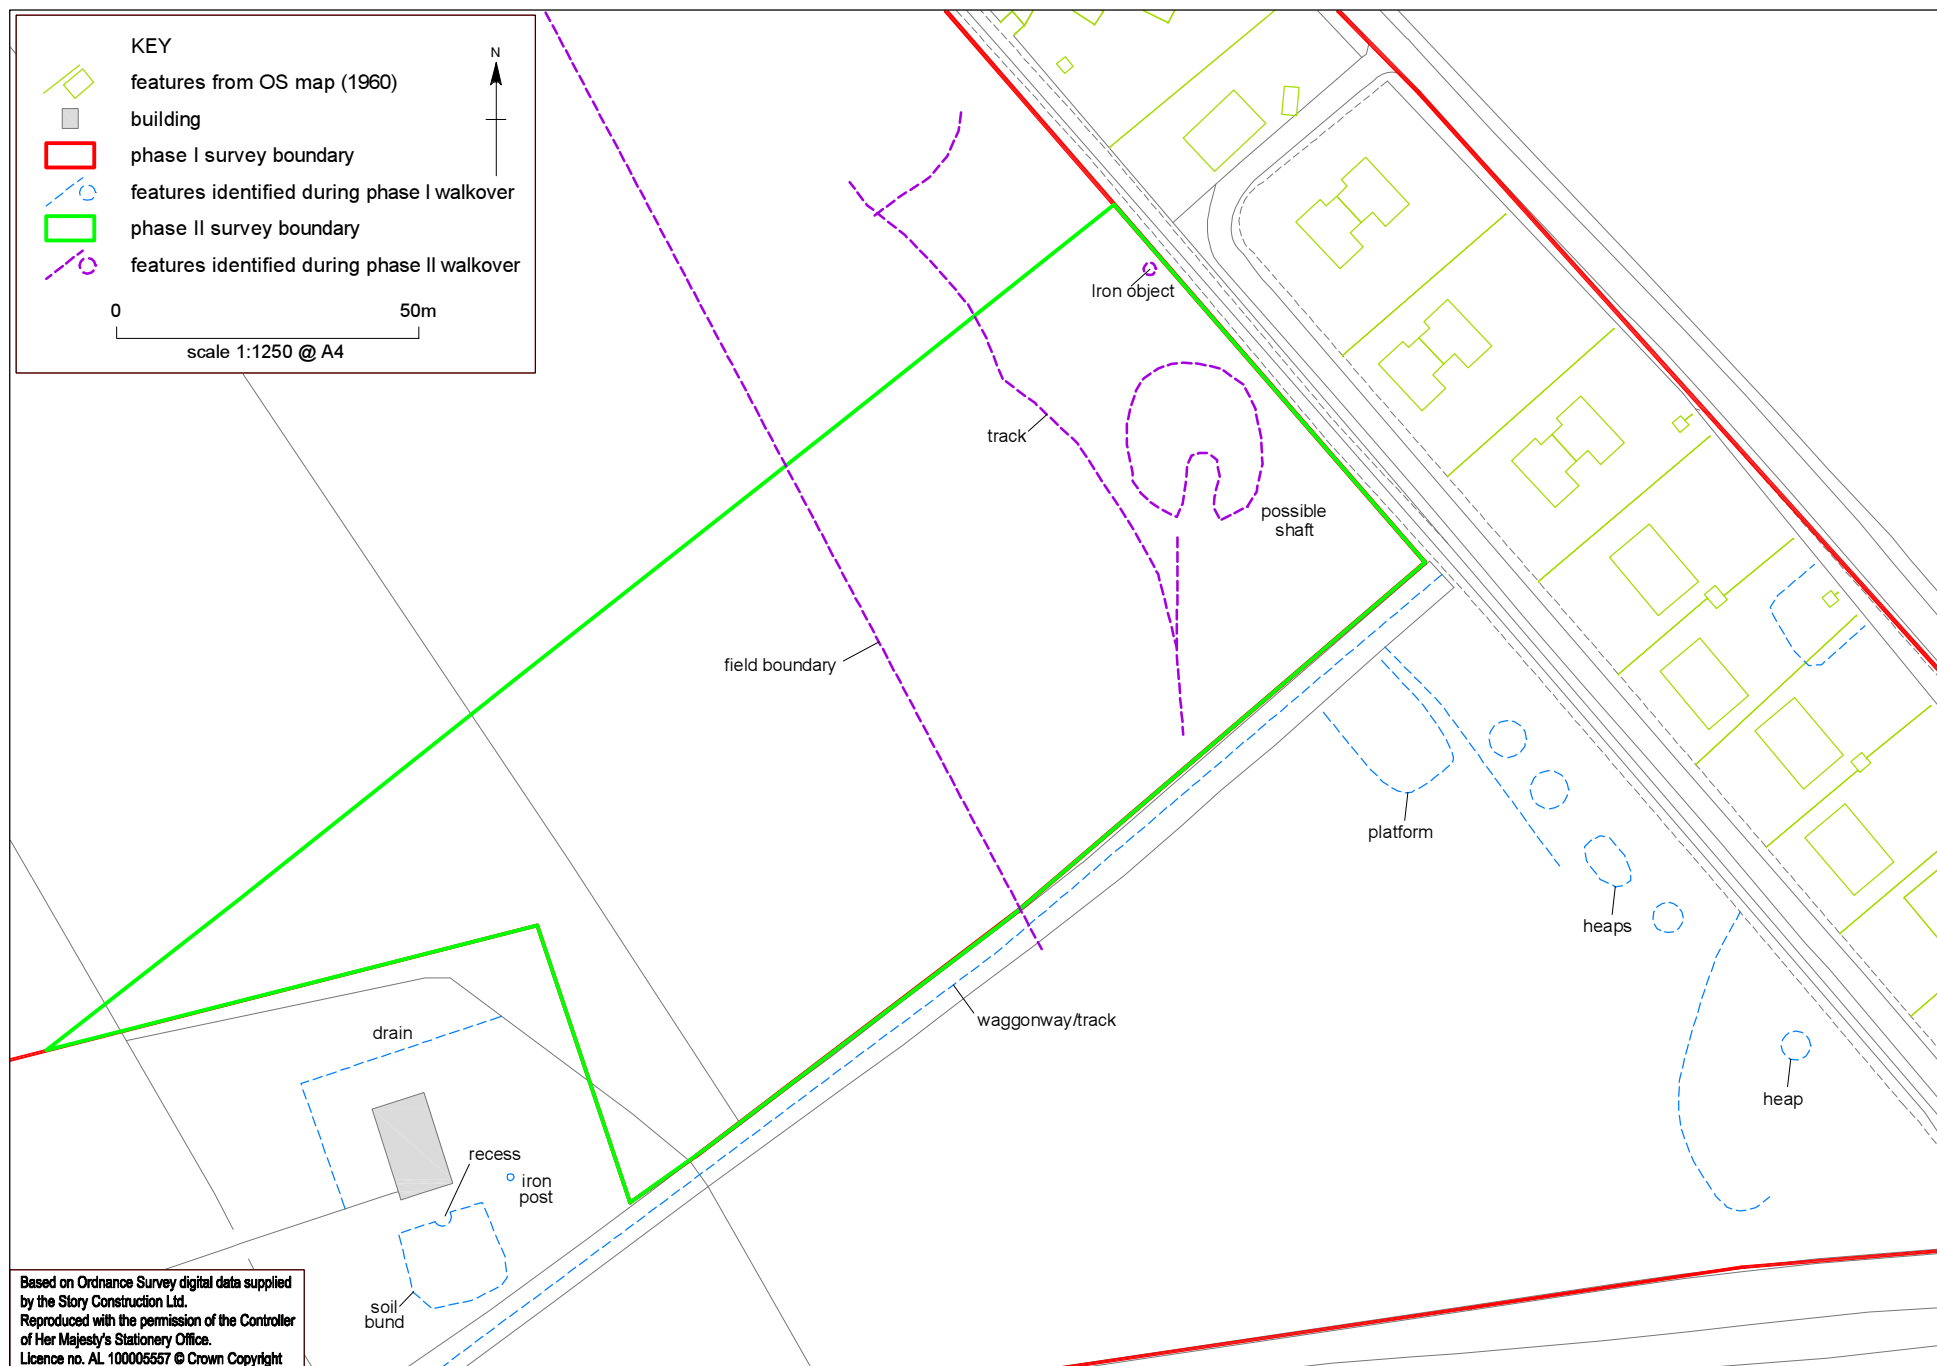 KEY
N
features from OS map (1960)
building
phase I survey boundary
features identified during phase I walkover
phase II survey boundary
features identified during phase II walkover
0 50m
scale 1:1250 @ A4
Iron object
track
possible
shaft
field boundary
platform
heaps
waggonway/track
drain
heap
recess
iron
post
soil
bund
Based on Ordnance Survey digital data supplied
by the Story Construction Ltd.
Reproduced with the permission of the Controller
of Her Majesty's Stationery Office.
Licence no. AL 100005557 © Crown Copyright